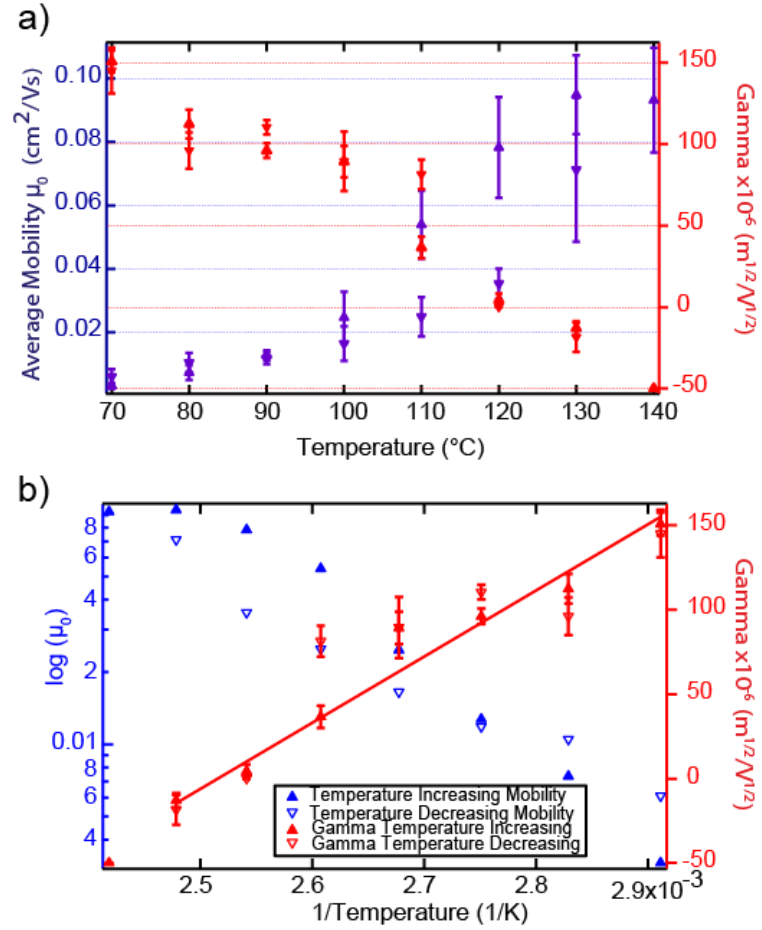 a)
Average Mobility μ₀ (cm²/Vs)
0.10
0.08
0.06
0.04
0.02
150
100
50
0
-50
Gamma x10⁻⁶ (m^1/2/V^1/2)
70 80 90 100 110 120 130 140
Temperature (°C)
b)
log (μ₀)
8
6
4
2
0.01
8
6
4
150
100
50
0
-50
Gamma x10⁻⁶ (m^1/2/V^1/2)
Temperature Increasing Mobility
Temperature Decreasing Mobility
Gamma Temperature Increasing
Gamma Temperature Decreasing
2.5 2.6 2.7 2.8 2.9x10⁻³
1/Temperature (1/K)